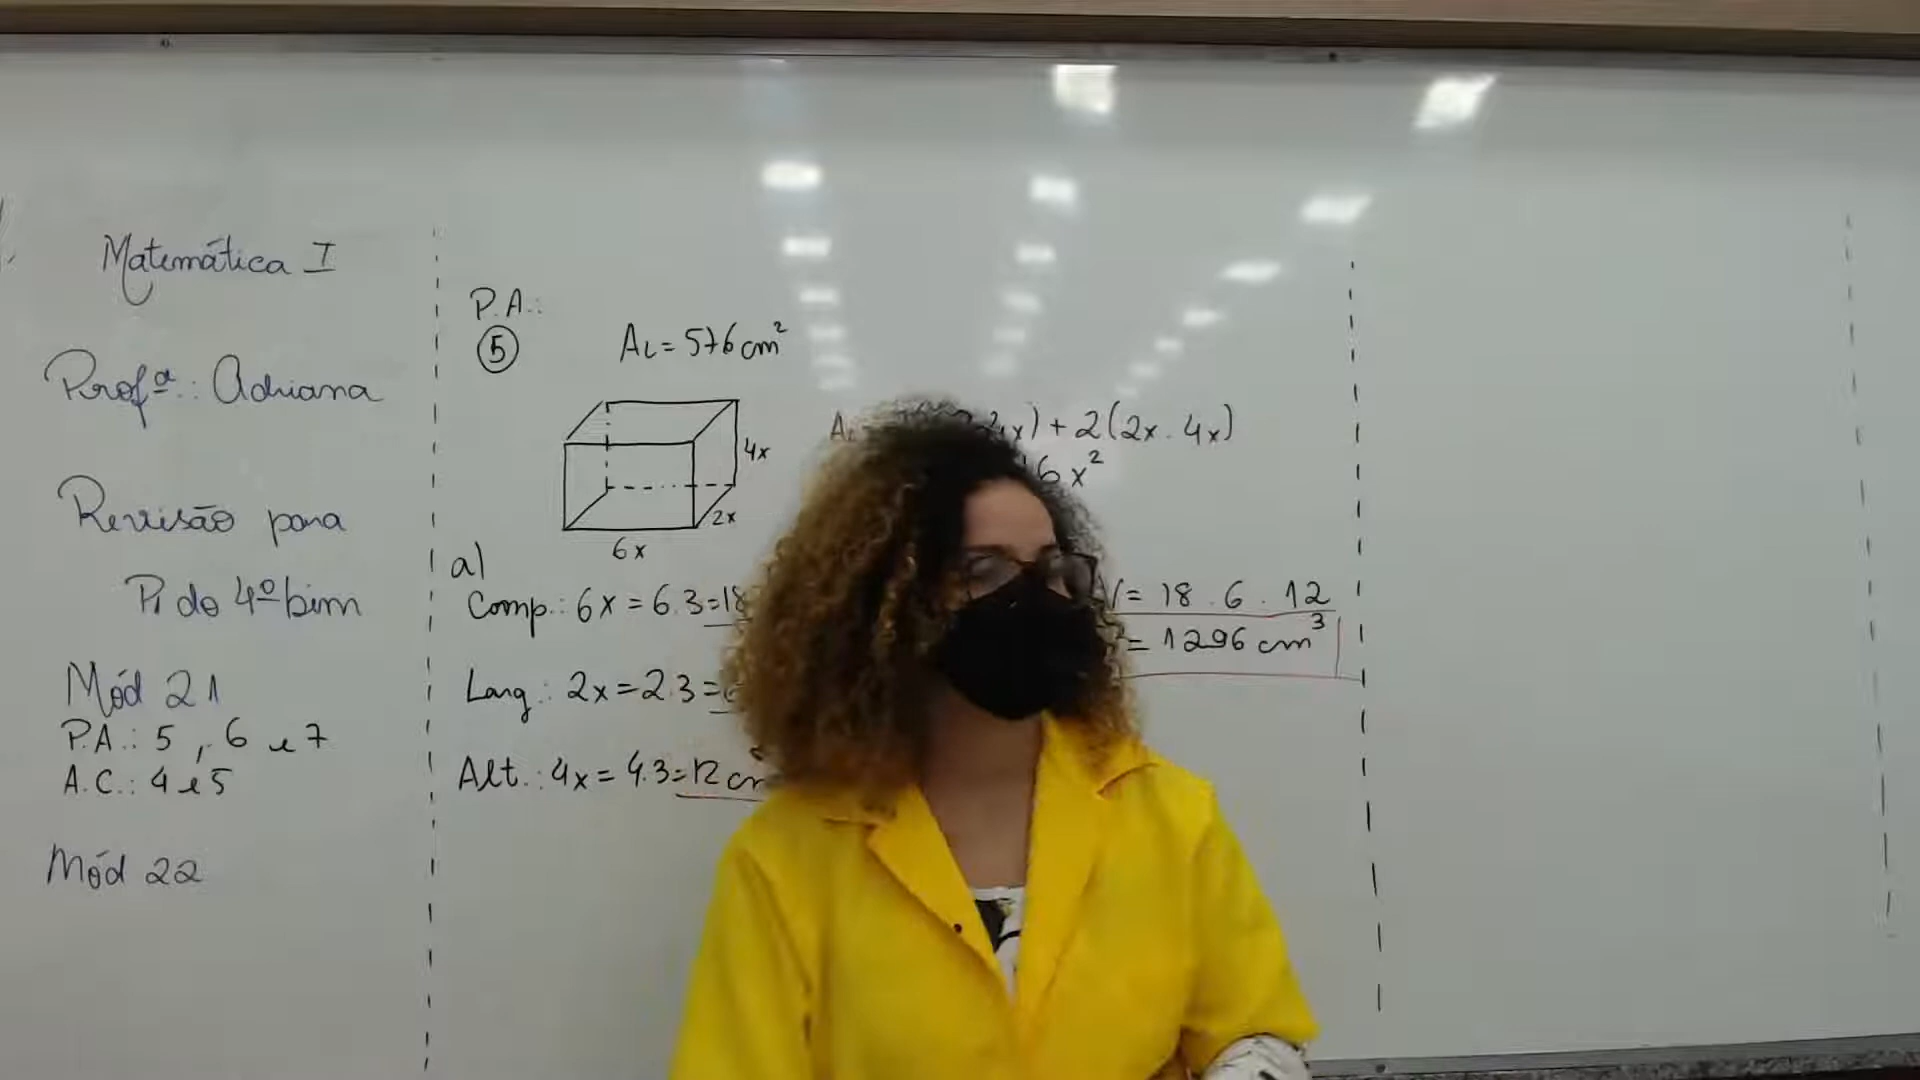 Matemática I
Profª.: Adriana
Revisão para
P1 do 4º bim
Mód 21
P.A.: 5, 6 e 7
A.C.: 4 e 5
Mód 22
P.A.:
5
AL = 576 cm²
4x
2x
6x
4x) + 2(2x . 4x)
6x²
a)
Comp.: 6x = 6.3 = 18
Larg.: 2x = 2.3 =
Alt.: 4x = 4.3 = 12 cm
V = 18 . 6 . 12
= 1296 cm³